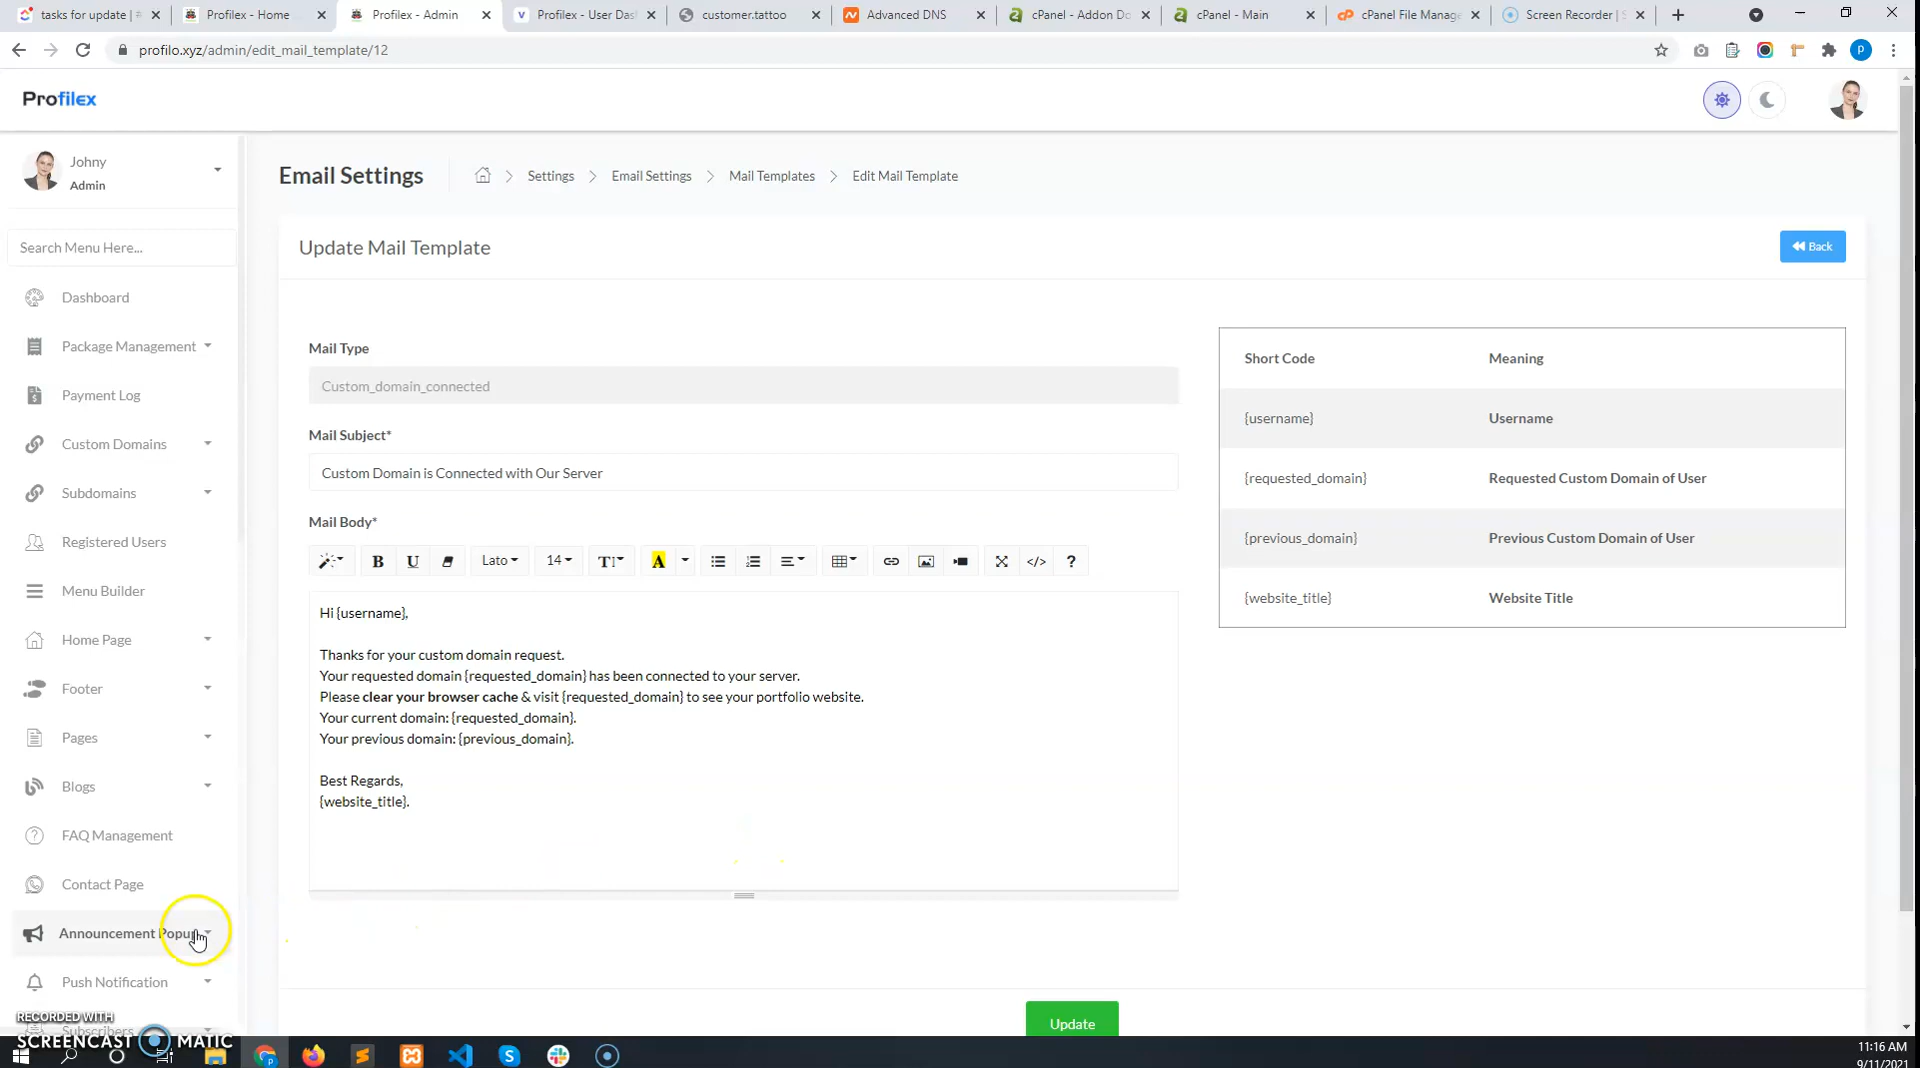 tasks for update | 
Profilex - Home
Profilex - Admin
Profilex - User Das
customer.tattoo
Advanced DNS
cPanel - Addon Do
cPanel - Main
cPanel File Manage
Screen Recorder |
profilo.xyz/admin/edit_mail_template/12
P
Profilex
Johny
Admin
Search Menu Here...
Dashboard
Package Management
Payment Log
Custom Domains
Subdomains
Registered Users
Menu Builder
Home Page
Footer
Pages
Blogs
FAQ Management
Contact Page
Announcement Popup
Push Notification
Subscribers
Email Settings
Settings
Email Settings
Mail Templates
Edit Mail Template
Update Mail Template
Back
Mail Type
Custom_domain_connected
Mail Subject*
Custom Domain is Connected with Our Server
Mail Body*
B U Lato 14 TI A </> ?
Hi {username},
Thanks for your custom domain request.
Your requested domain {requested_domain} has been connected to your server.
Please clear your browser cache & visit {requested_domain} to see your portfolio website.
Your current domain: {requested_domain}.
Your previous domain: {previous_domain}.
Best Regards,
{website_title}.
Short Code Meaning
{username} Username
{requested_domain} Requested Custom Domain of User
{previous_domain} Previous Custom Domain of User
{website_title} Website Title
Update
RECORDED WITH
SCREENCAST MATIC
11:16 AM
9/11/2021